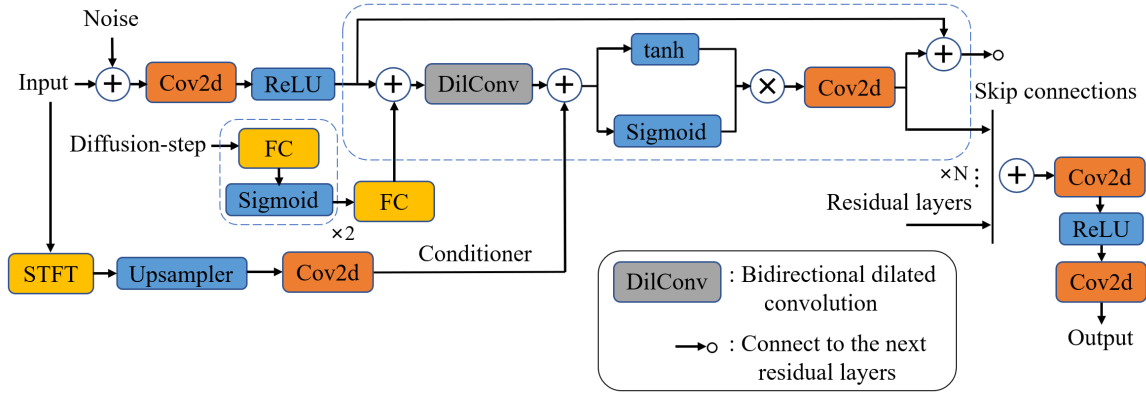 Noise
Input
+
Cov2d
ReLU
+
DilConv
+
tanh
Sigmoid
×
Cov2d
+
Skip connections
Diffusion-step
FC
Sigmoid
×2
FC
×N
Residual layers
+
Cov2d
ReLU
Cov2d
Output
STFT
Upsampler
Cov2d
Conditioner
DilConv
: Bidirectional dilated
convolution
: Connect to the next
residual layers